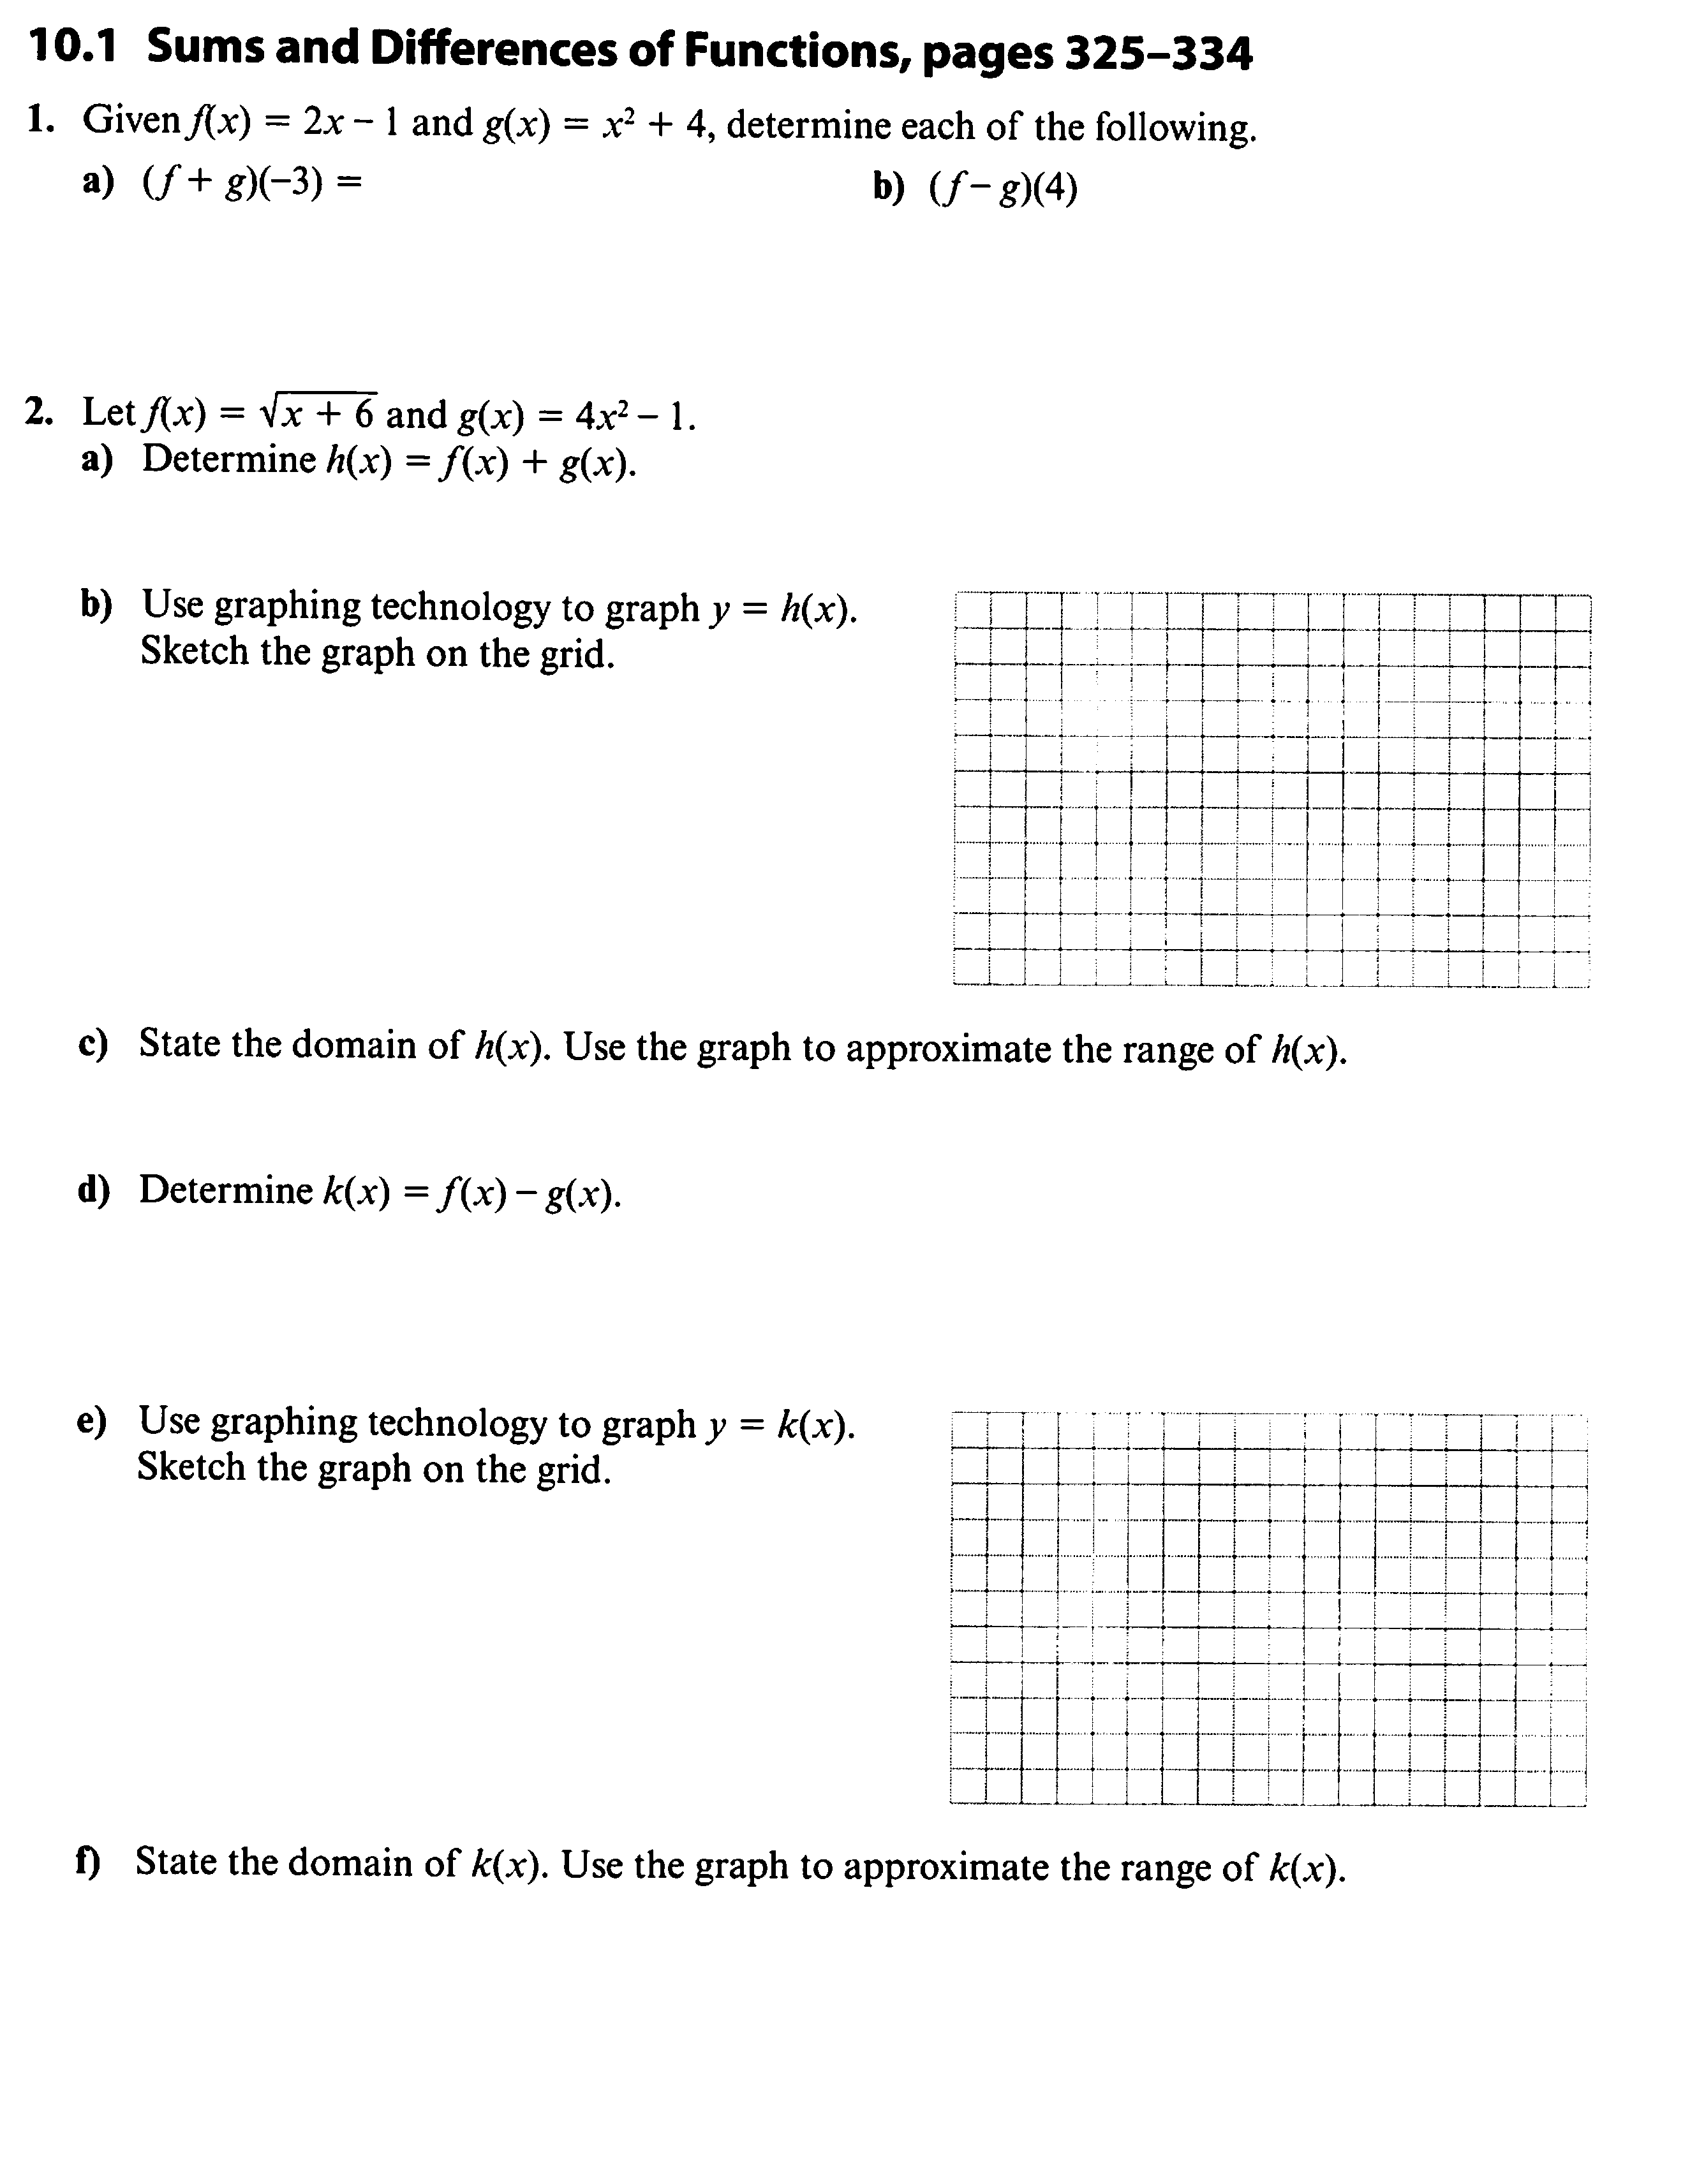 10.1 Sums and Differences of Functions, pages 325–334
1. Given f(x) = 2x – 1 and g(x) = x² + 4, determine each of the following.
a) (f + g)(–3) =
b) (f – g)(4)
2. Let f(x) = √(x + 6) and g(x) = 4x² – 1.
a) Determine h(x) = f(x) + g(x).
b) Use graphing technology to graph y = h(x).
Sketch the graph on the grid.
c) State the domain of h(x). Use the graph to approximate the range of h(x).
d) Determine k(x) = f(x) – g(x).
e) Use graphing technology to graph y = k(x).
Sketch the graph on the grid.
f) State the domain of k(x). Use the graph to approximate the range of k(x).